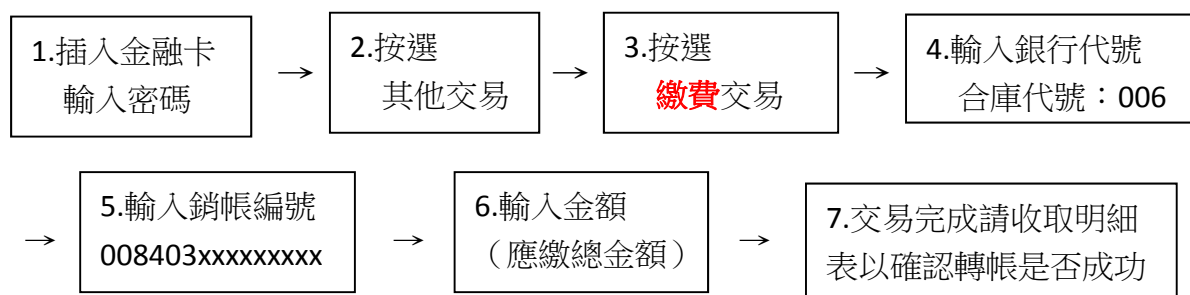 1.插入金融卡
輸入密碼
→
2.按選
其他交易
→
3.按選
繳費交易
→
4.輸入銀行代號
合庫代號：006
→
5.輸入銷帳編號
008403xxxxxxxxx
→
6.輸入金額
（應繳總金額）
→
7.交易完成請收取明細
表以確認轉帳是否成功